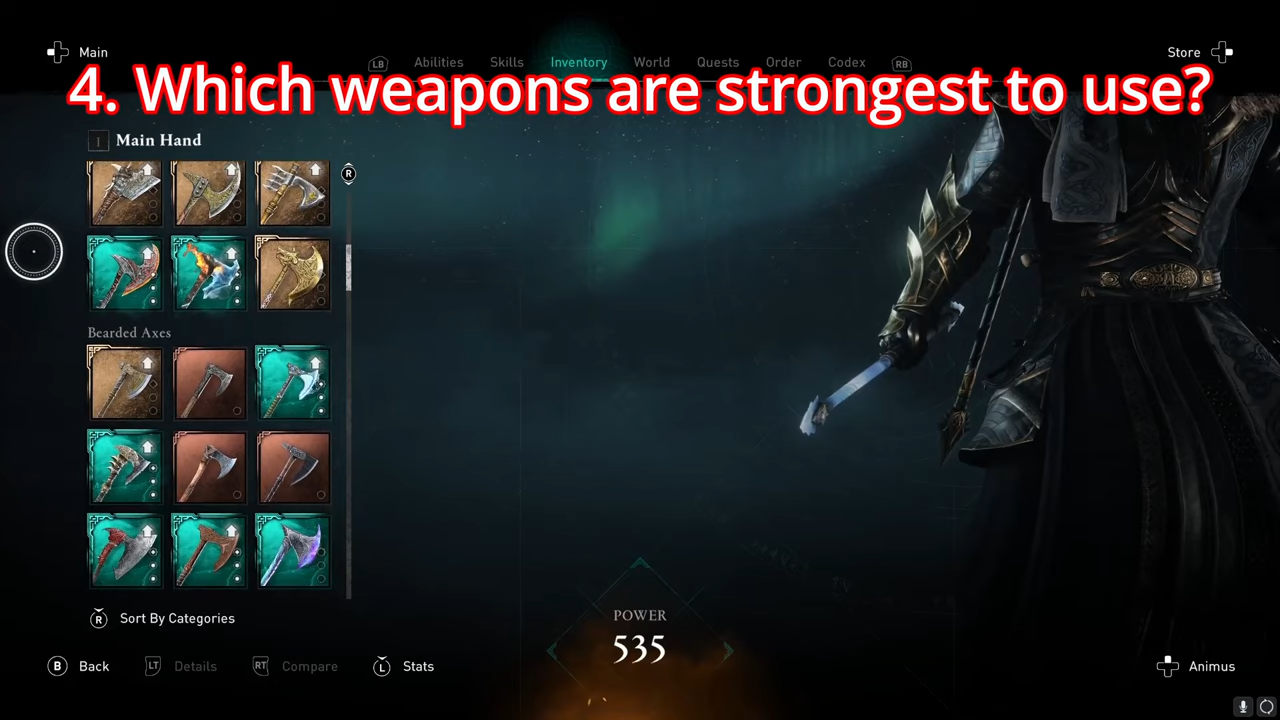 Main
LB Abilities Skills Inventory World Quests Order Codex RB
Store
4. Which weapons are strongest to use?
I Main Hand
R
Bearded Axes
R Sort By Categories
POWER
535
B Back LT Details RT Compare L Stats
Animus